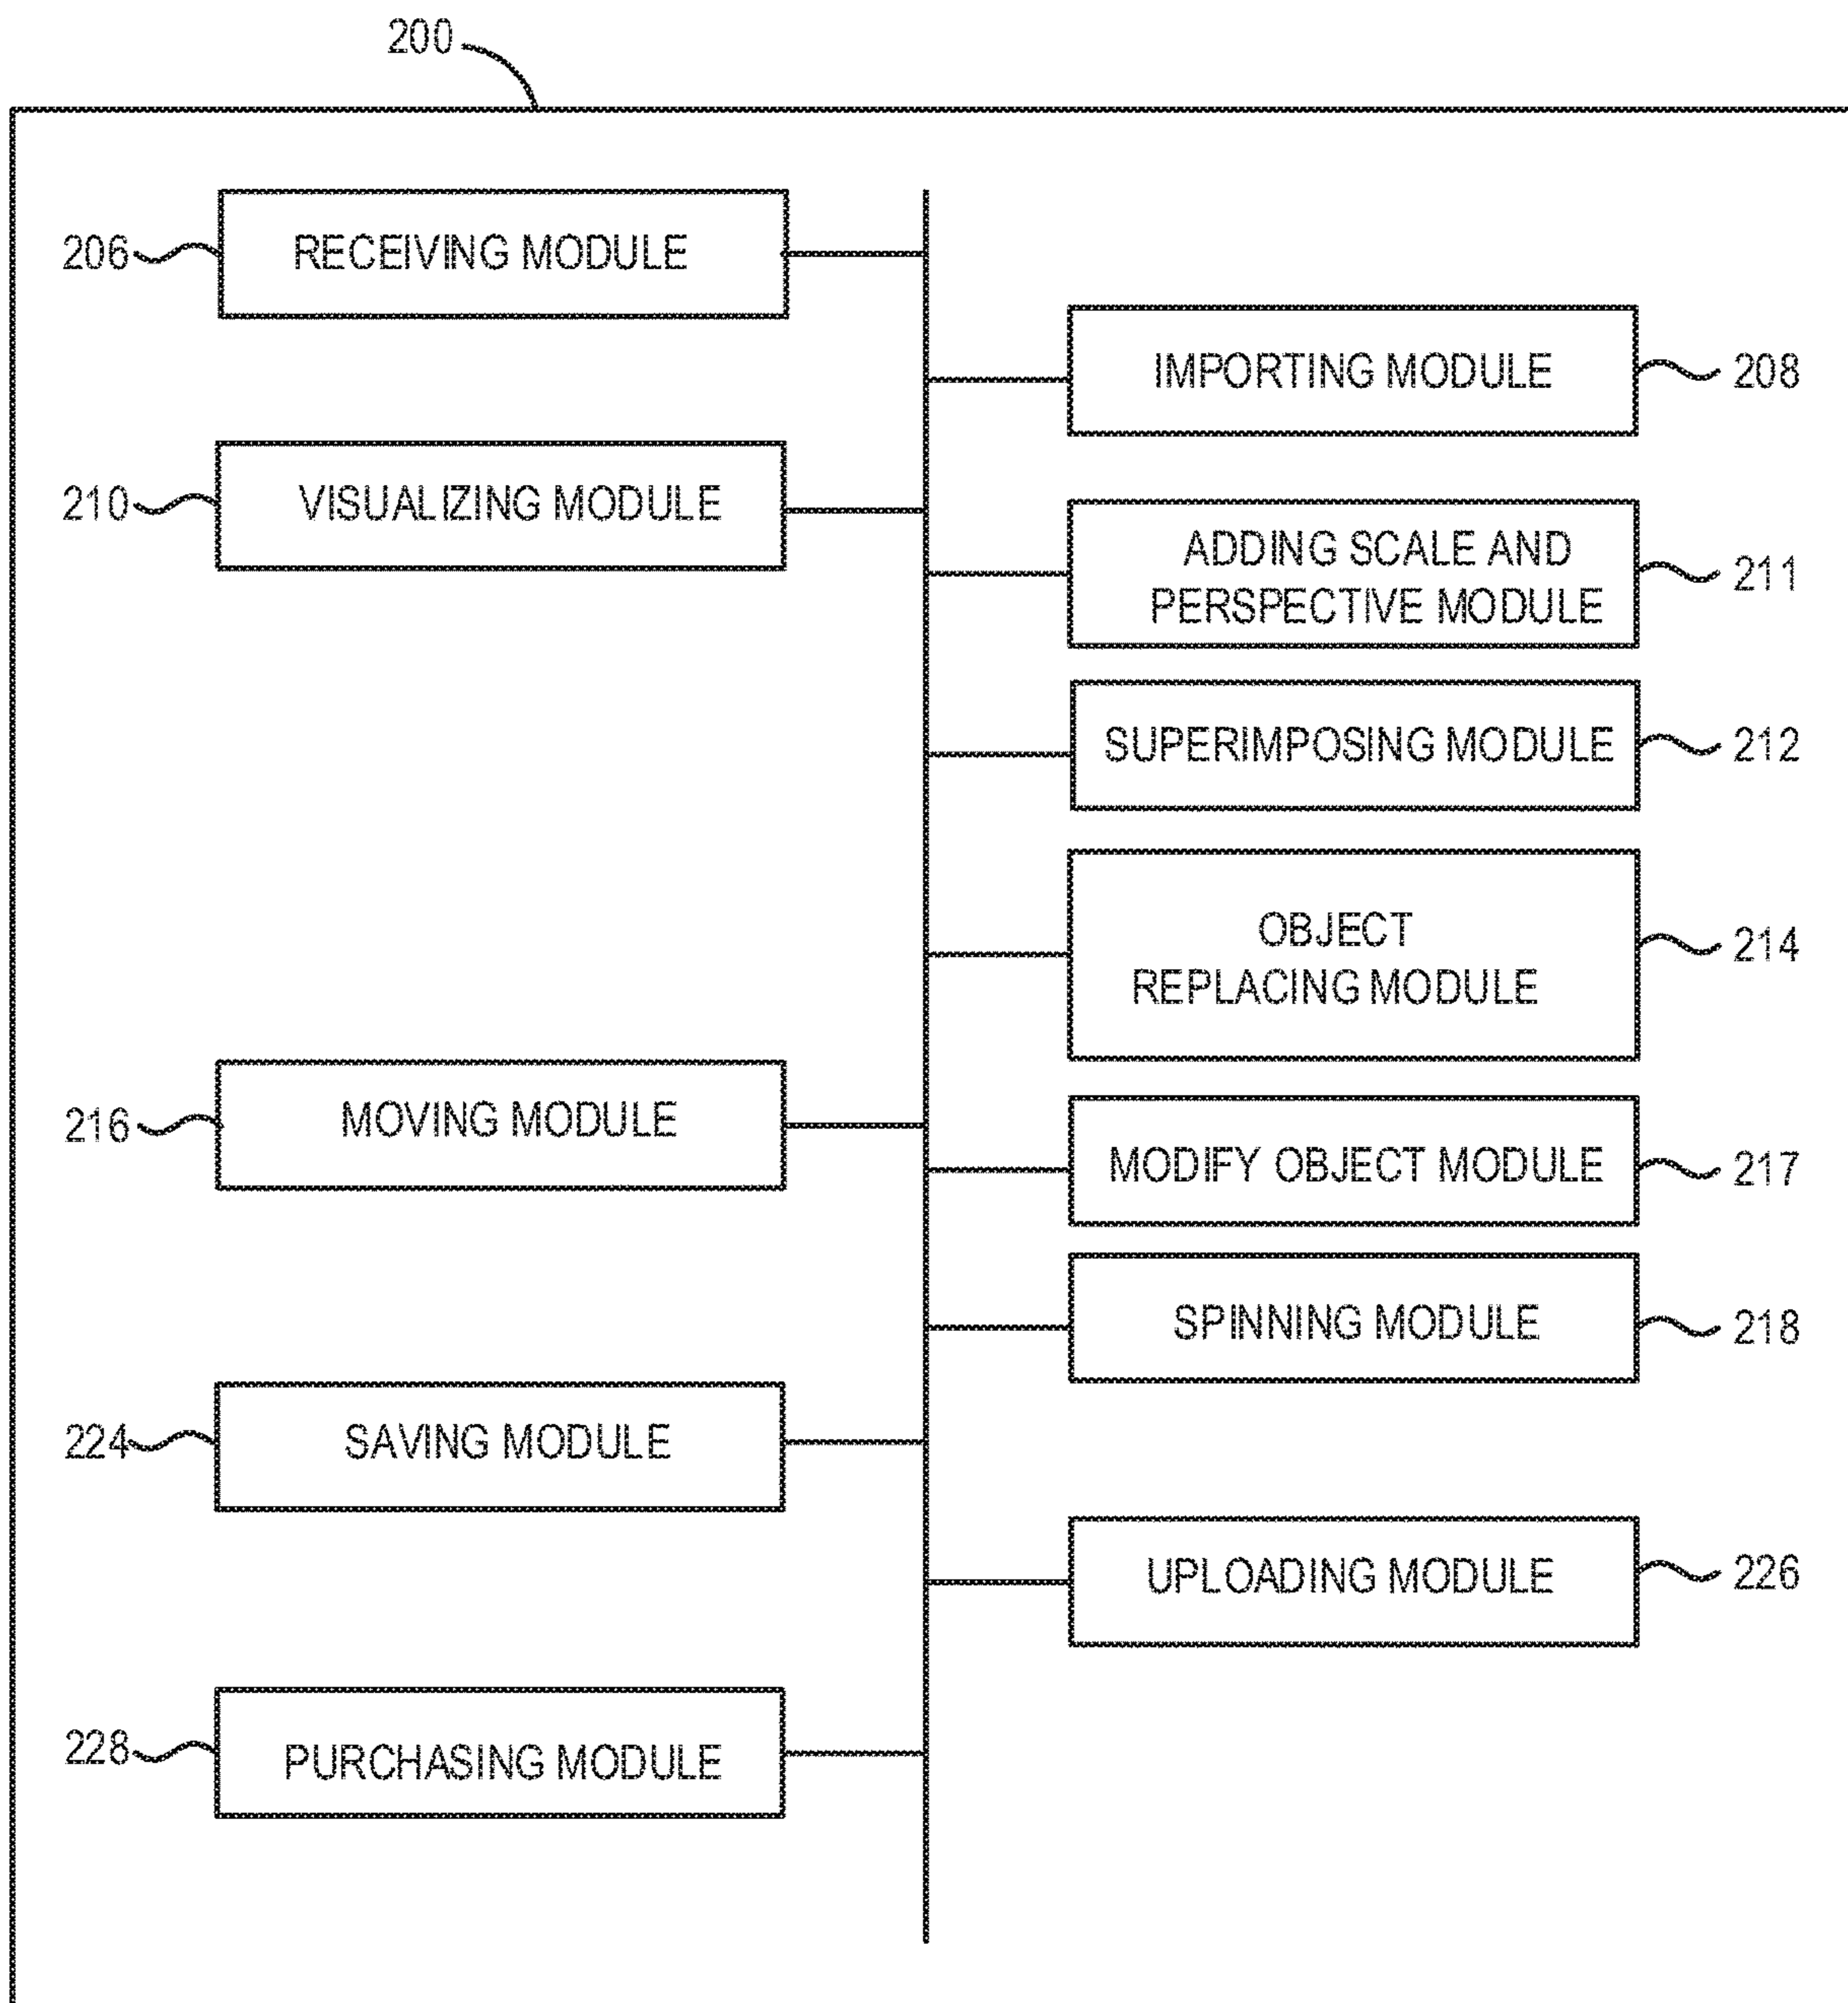 200
206
RECEIVING MODULE
IMPORTING MODULE
208
210
VISUALIZING MODULE
ADDING SCALE AND
PERSPECTIVE MODULE
211
SUPERIMPOSING MODULE
212
OBJECT
REPLACING MODULE
214
216
MOVING MODULE
MODIFY OBJECT MODULE
217
SPINNING MODULE
218
224
SAVING MODULE
UPLOADING MODULE
226
228
PURCHASING MODULE